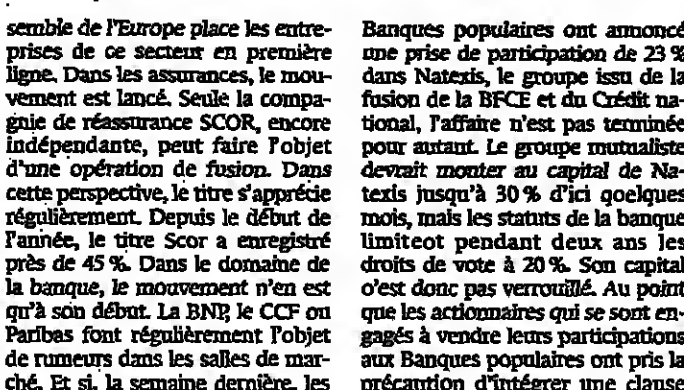 semble de l'Europe place les entre-
prises de ce secteur en première
ligne. Dans les assurances, le mou-
vement est lancé. Seule la compa-
gnie de réassurance SCOR, encore
indépendante, peut faire l'objet
d'une opération de fusion. Dans
cette perspective, le titre s'apprécie
régulièrement. Depuis le début de
l'année, le titre Scor a enregistré
près de 45 %. Dans le domaine de
la banque, le mouvement n'en est
qu'à son début. La BNP, le CCF ou
Paribas font régulièrement l'objet
de rumeurs dans les salles de mar-
ché. Et si, la semaine dernière, les
Banques populaires ont annoncé
une prise de participation de 23 %
dans Natexis, le groupe issu de la
fusion de la BFCE et du Crédit na-
tional, l'affaire n'est pas terminée
pour autant. Le groupe mutualiste
devrait monter au capital de Na-
texis jusqu'à 30 % d'ici qoelques
mois, mais les statuts de la banque
limiteot pendant deux ans les
droits de vote à 20 %. Son capital
o'est donc pas verrouillé. Au point
que les actionnaires qui se sont en-
gagés à vendre leurs participations
aux Banques populaires ont pris la
précaution d'intégrer une clause